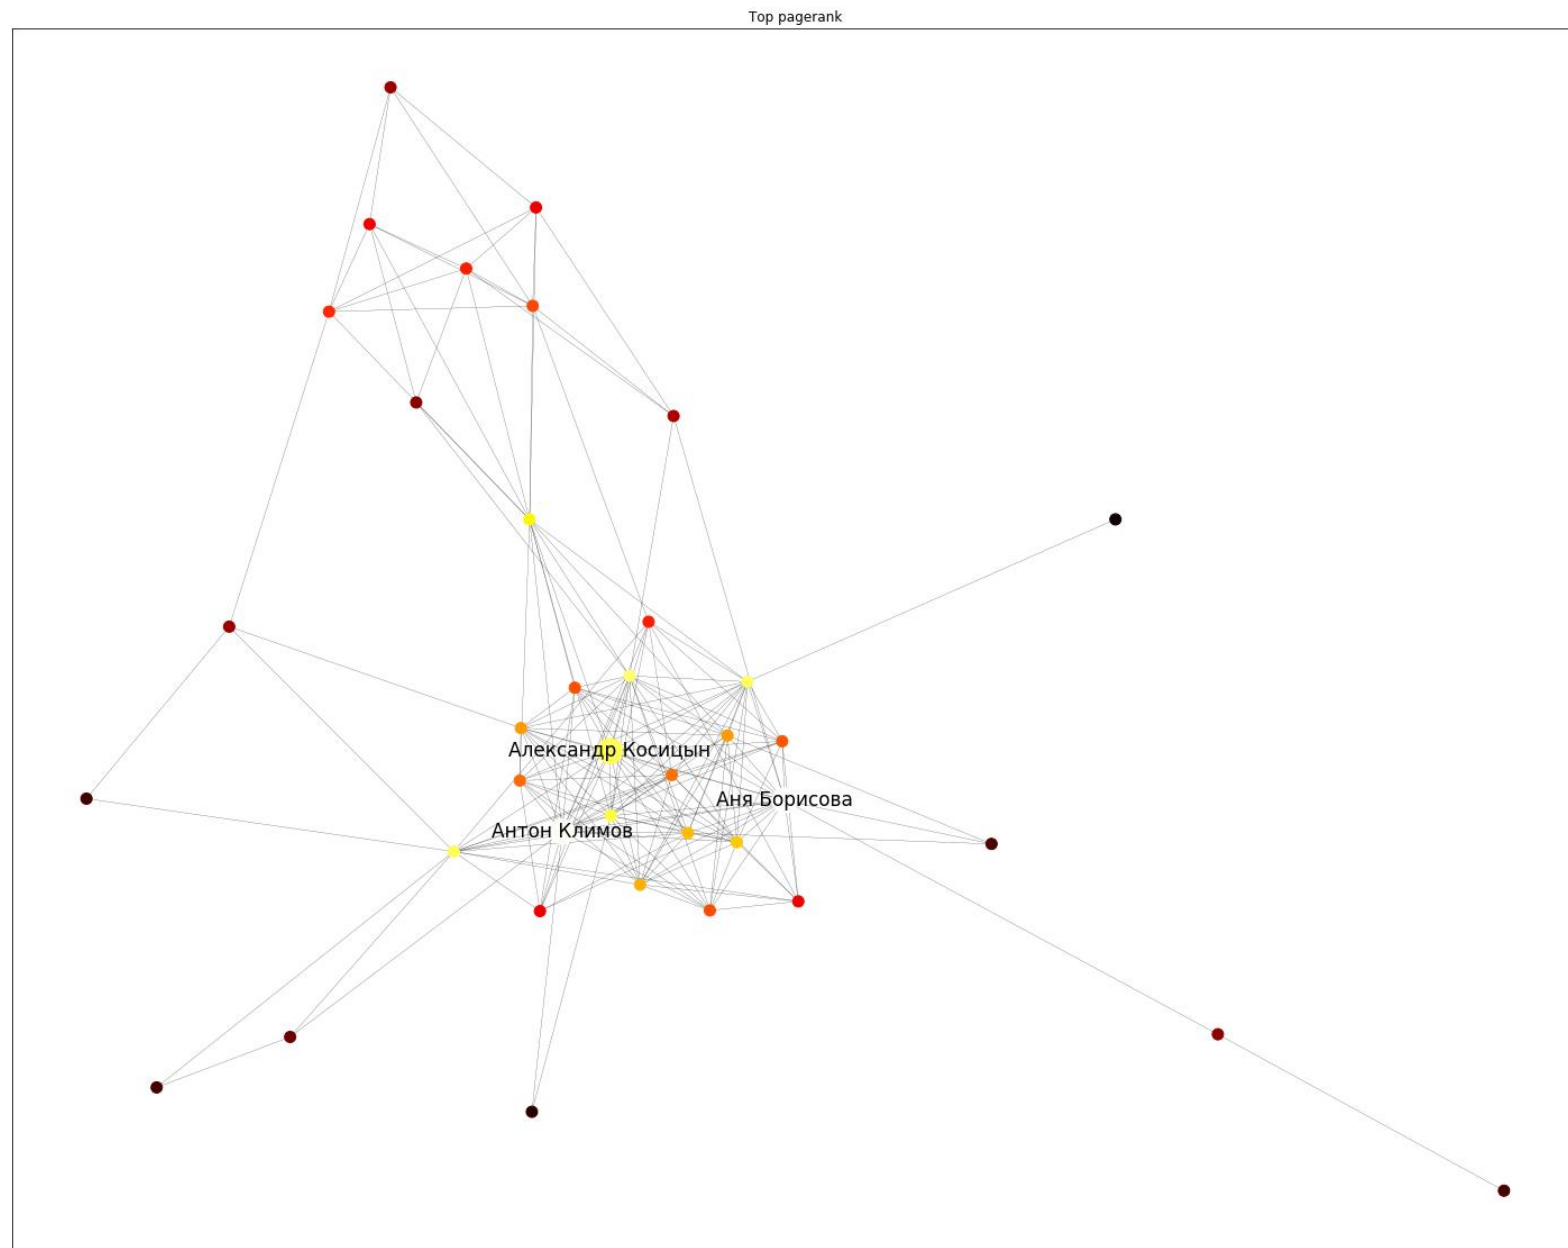 Top pagerank
Александр Косицын
Аня Борисова
Антон Климов